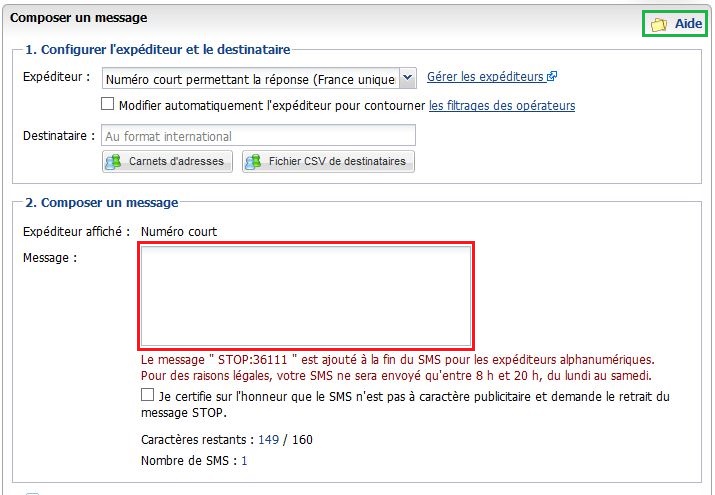 Composer un message
Aide
1. Configurer l'expéditeur et le destinataire
Expéditeur :
Numéro court permettant la réponse (France unique
Gérer les expéditeurs
Modifier automatiquement l'expéditeur pour contourner les filtrages des opérateurs
Destinataire :
Au format international
Carnets d'adresses
Fichier CSV de destinataires
2. Composer un message
Expéditeur affiché : Numéro court
Message :
Le message " STOP:36111 " est ajouté à la fin du SMS pour les expéditeurs alphanumériques.
Pour des raisons légales, votre SMS ne sera envoyé qu'entre 8 h et 20 h, du lundi au samedi.
Je certifie sur l'honneur que le SMS n'est pas à caractère publicitaire et demande le retrait du
message STOP.
Caractères restants : 149 / 160
Nombre de SMS : 1